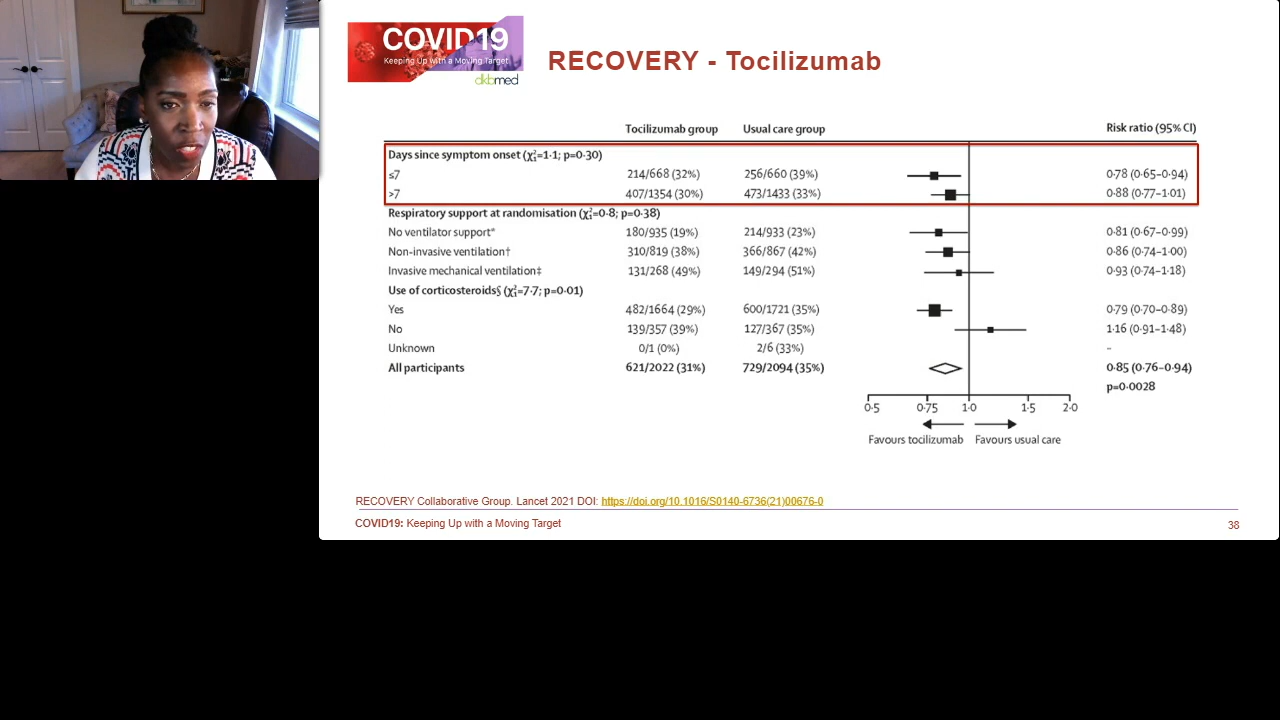 COVID19
Keeping Up with a Moving Target
dkbmed
RECOVERY - Tocilizumab
Tocilizumab group Usual care group Risk ratio (95% CI)
Days since symptom onset (χ²₁=1·1; p=0·30)
≤7 214/668 (32%) 256/660 (39%) 0·78 (0·65–0·94)
>7 407/1354 (30%) 473/1433 (33%) 0·88 (0·77–1·01)
Respiratory support at randomisation (χ²₁=0·8; p=0·38)
No ventilator support* 180/935 (19%) 214/933 (23%) 0·81 (0·67–0·99)
Non-invasive ventilation† 310/819 (38%) 366/867 (42%) 0·86 (0·74–1·00)
Invasive mechanical ventilation‡ 131/268 (49%) 149/294 (51%) 0·93 (0·74–1·18)
Use of corticosteroids§ (χ²₁=7·7; p=0·01)
Yes 482/1664 (29%) 600/1721 (35%) 0·79 (0·70–0·89)
No 139/357 (39%) 127/367 (35%) 1·16 (0·91–1·48)
Unknown 0/1 (0%) 2/6 (33%) –
All participants 621/2022 (31%) 729/2094 (35%) 0·85 (0·76–0·94)
p=0·0028
0·5 0·75 1·0 1·5 2·0
Favours tocilizumab Favours usual care
RECOVERY Collaborative Group. Lancet 2021 DOI: https://doi.org/10.1016/S0140-6736(21)00676-0
COVID19: Keeping Up with a Moving Target 38